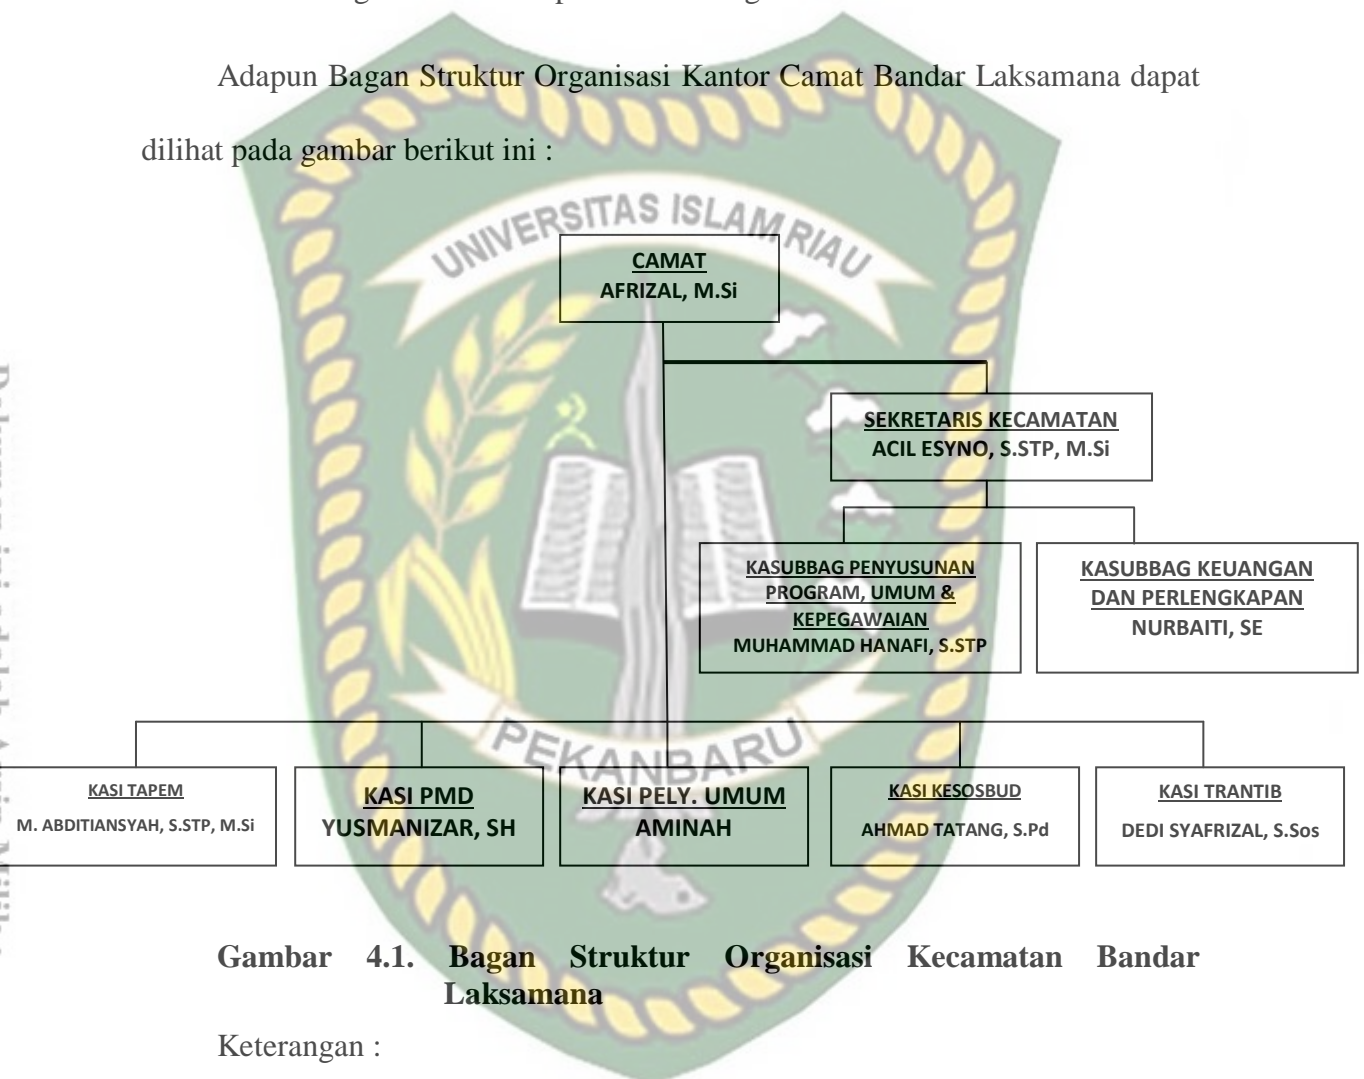 Adapun Bagan Struktur Organisasi Kantor Camat Bandar Laksamana dapat
dilihat pada gambar berikut ini :
UNIVERSITAS ISLAM RIAU
CAMAT
AFRIZAL, M.Si
SEKRETARIS KECAMATAN
ACIL ESYNO, S.STP, M.Si
KASUBBAG PENYUSUNAN
PROGRAM, UMUM &
KEPEGAWAIAN
MUHAMMAD HANAFI, S.STP
KASUBBAG KEUANGAN
DAN PERLENGKAPAN
NURBAITI, SE
PEKANBARU
KASI TAPEM
M. ABDITIANSYAH, S.STP, M.Si
KASI PMD
YUSMANIZAR, SH
KASI PELY. UMUM
AMINAH
KASI KESOSBUD
AHMAD TATANG, S.Pd
KASI TRANTIB
DEDI SYAFRIZAL, S.Sos
Gambar 4.1. Bagan Struktur Organisasi Kecamatan Bandar
Laksamana
Keterangan :